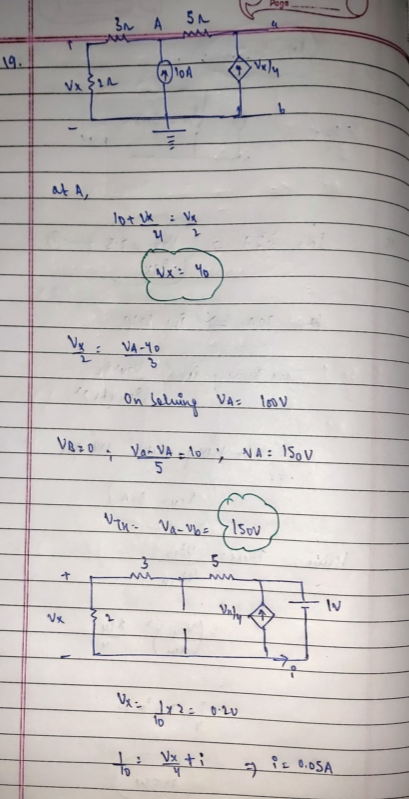 Page
19.
3Ω A 5Ω a
+
Vx 2Ω 10A Vx/4
- b
at A,
10 + Vx/4 = Vx/2
Vx = 40
Vx/2 = VA-40/3
On Solving VA = 100V
VB=0 ; Va-VA/5 = 10 ; VA = 150V
VTH = Va-Vb = 150V
3 5
+
Vx 2 Vx/4 1V
-
i
Vx = 1/10 x 2 = 0.2V
1/10 = Vx/4 + i ⇒ i = 0.05A